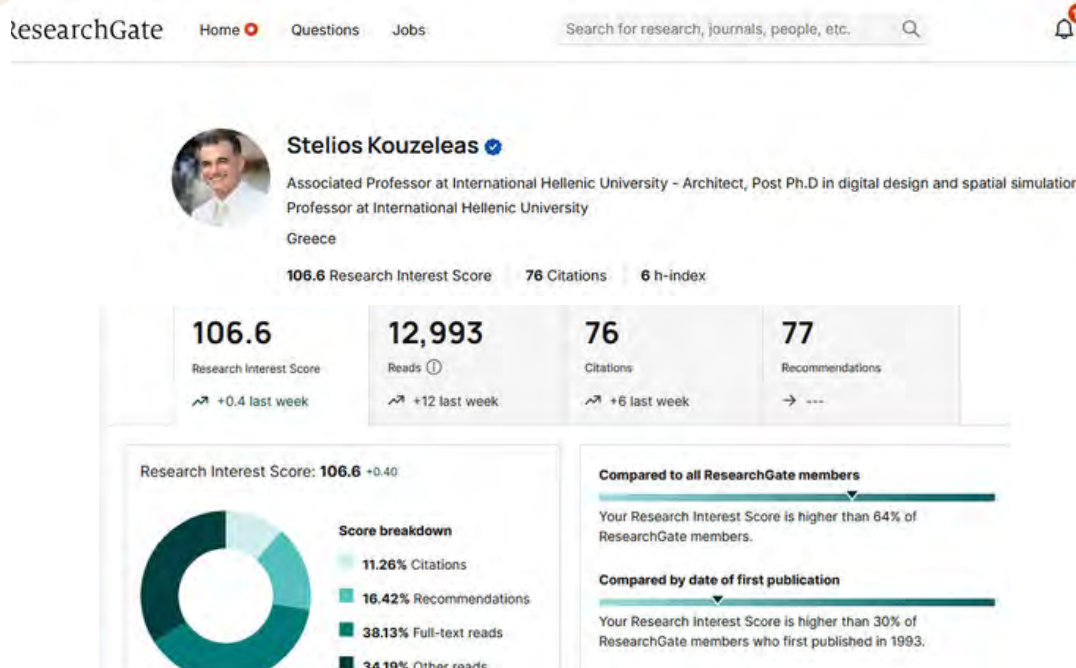 ResearchGate Home Questions Jobs Search for research, journals, people, etc.
Stelios Kouzeleas
Associated Professor at International Hellenic University - Architect, Post Ph.D in digital design and spatial simulation
Professor at International Hellenic University
Greece
106.6 Research Interest Score 76 Citations 6 h-index
106.6 12,993 76 77
Research Interest Score Reads Citations Recommendations
+0.4 last week +12 last week +6 last week ---
Research Interest Score: 106.6 +0.40
Score breakdown
11.26% Citations
16.42% Recommendations
38.13% Full-text reads
34.19% Other reads
Compared to all ResearchGate members
Your Research Interest Score is higher than 64% of
ResearchGate members.
Compared by date of first publication
Your Research Interest Score is higher than 30% of
ResearchGate members who first published in 1993.